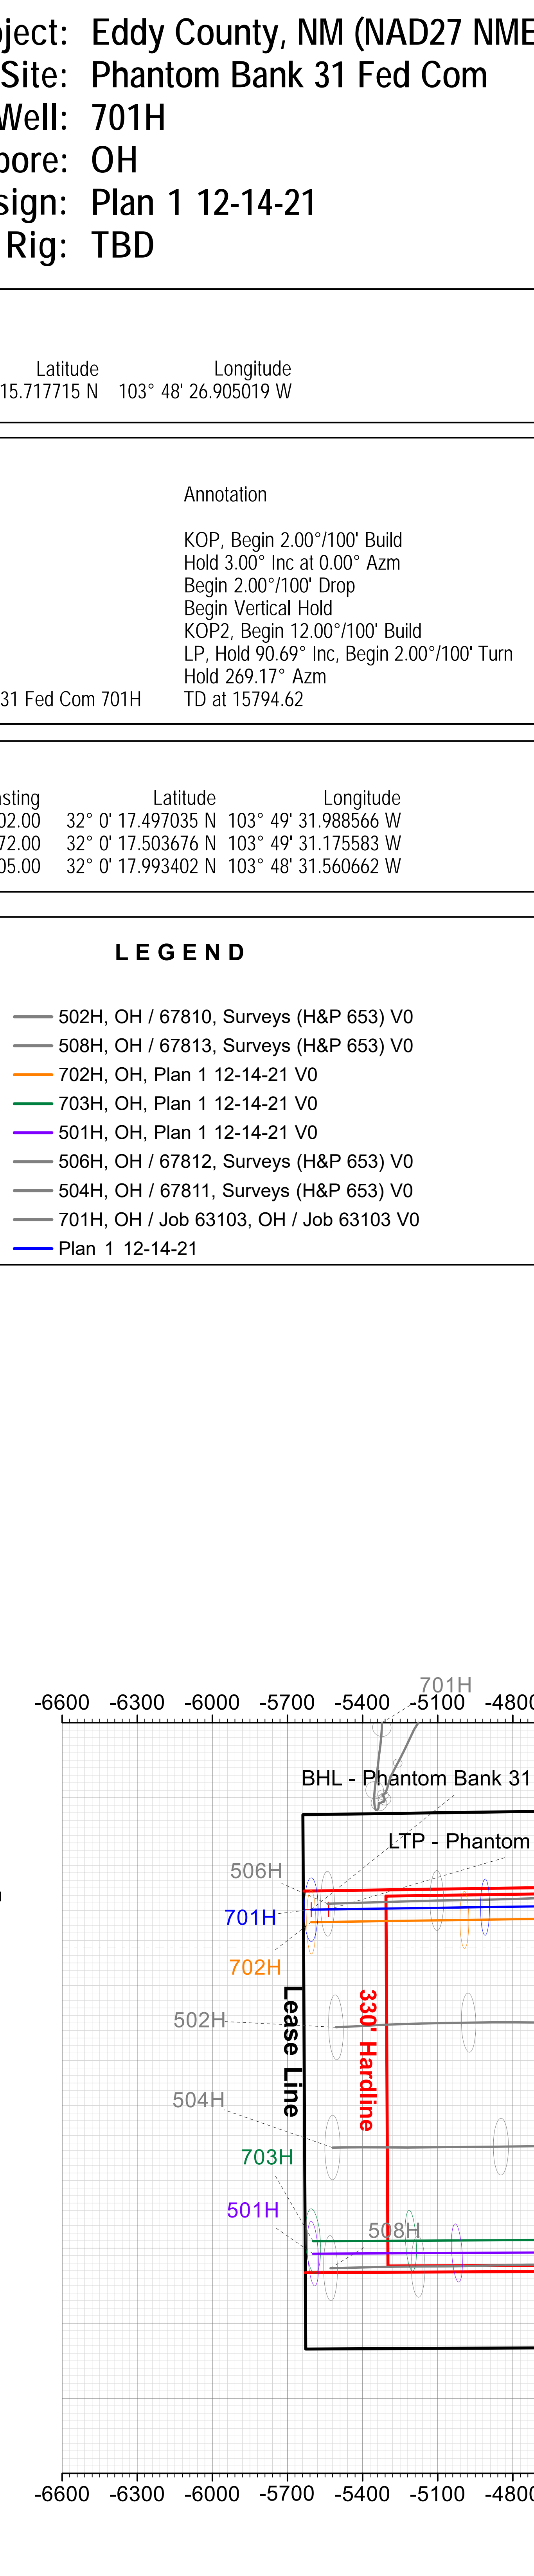 ject: Eddy County, NM (NAD27 NME
Site: Phantom Bank 31 Fed Com
Well: 701H
bore: OH
sign: Plan 1 12-14-21
Rig: TBD
Latitude Longitude
15.717715 N 103° 48' 26.905019 W
Annotation
KOP, Begin 2.00°/100' Build
Hold 3.00° Inc at 0.00° Azm
Begin 2.00°/100' Drop
Begin Vertical Hold
KOP2, Begin 12.00°/100' Build
LP, Hold 90.69° Inc, Begin 2.00°/100' Turn
Hold 269.17° Azm
31 Fed Com 701H TD at 15794.62
sting Latitude Longitude
02.00 32° 0' 17.497035 N 103° 49' 31.988566 W
72.00 32° 0' 17.503676 N 103° 49' 31.175583 W
05.00 32° 0' 17.993402 N 103° 48' 31.560662 W
LEGEND
502H, OH / 67810, Surveys (H&P 653) V0
508H, OH / 67813, Surveys (H&P 653) V0
702H, OH, Plan 1 12-14-21 V0
703H, OH, Plan 1 12-14-21 V0
501H, OH, Plan 1 12-14-21 V0
506H, OH / 67812, Surveys (H&P 653) V0
504H, OH / 67811, Surveys (H&P 653) V0
701H, OH / Job 63103, OH / Job 63103 V0
Plan 1 12-14-21
701H
-6600 -6300 -6000 -5700 -5400 -5100 -4800
BHL - Phantom Bank 31
LTP - Phantom
506H
701H
702H
Lease Line
330' Hardline
502H
504H
703H
501H
508H
-6600 -6300 -6000 -5700 -5400 -5100 -4800